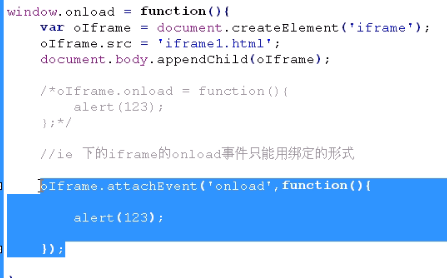 window.onload = function(){
var oIframe = document.createElement('iframe');
oIframe.src = 'iframe1.html';
document.body.appendChild(oIframe);
/*oIframe.onload = function(){
alert(123);
};*/
//ie 下的iframe的onload事件只能用绑定的形式
oIframe.attachEvent('onload',function(){
alert(123);
});